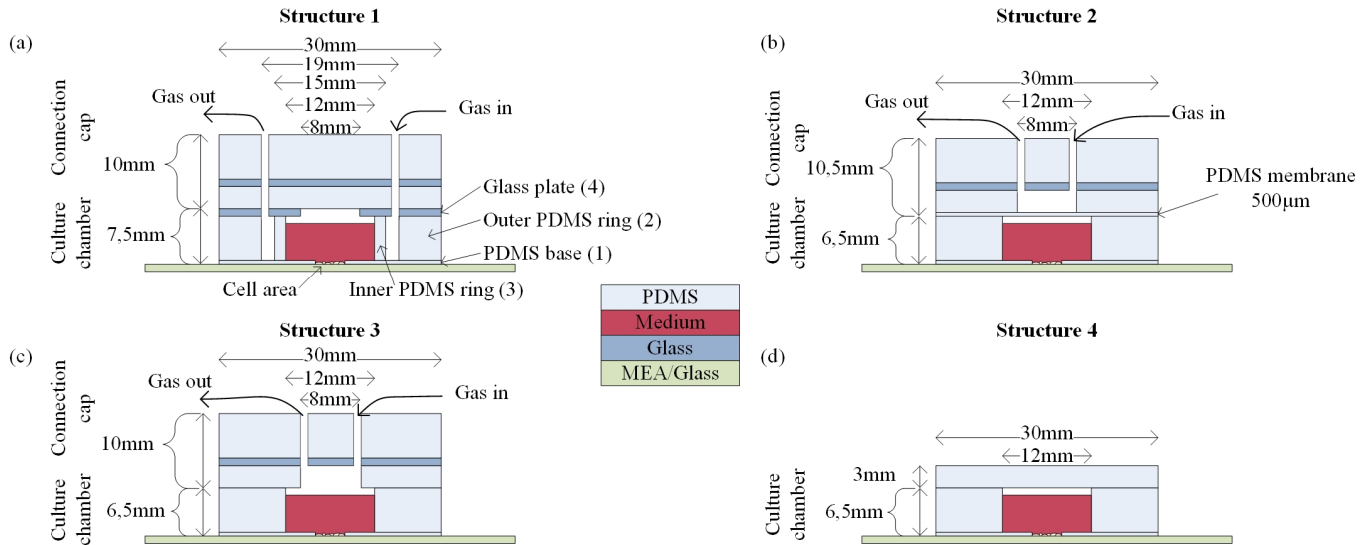 Structure 1
(a)
30mm
19mm
15mm
12mm
8mm
Gas out
Gas in
Connection
cap
10mm
Culture
chamber
7,5mm
Glass plate (4)
Outer PDMS ring (2)
PDMS base (1)
Cell area
Inner PDMS ring (3)
Structure 2
(b)
30mm
12mm
8mm
Gas out
Gas in
Connection
cap
10,5mm
Culture
chamber
6,5mm
PDMS membrane
500μm
PDMS
Medium
Glass
MEA/Glass
Structure 3
(c)
30mm
12mm
8mm
Gas out
Gas in
Connection
cap
10mm
Culture
chamber
6,5mm
Structure 4
(d)
30mm
12mm
3mm
Culture
chamber
6,5mm